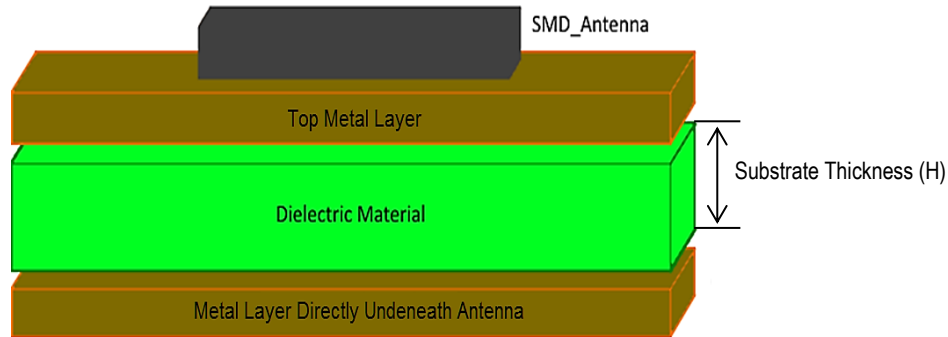 SMD_Antenna
Top Metal Layer
Substrate Thickness (H)
Dielectric Material
Metal Layer Directly Undeneath Antenna